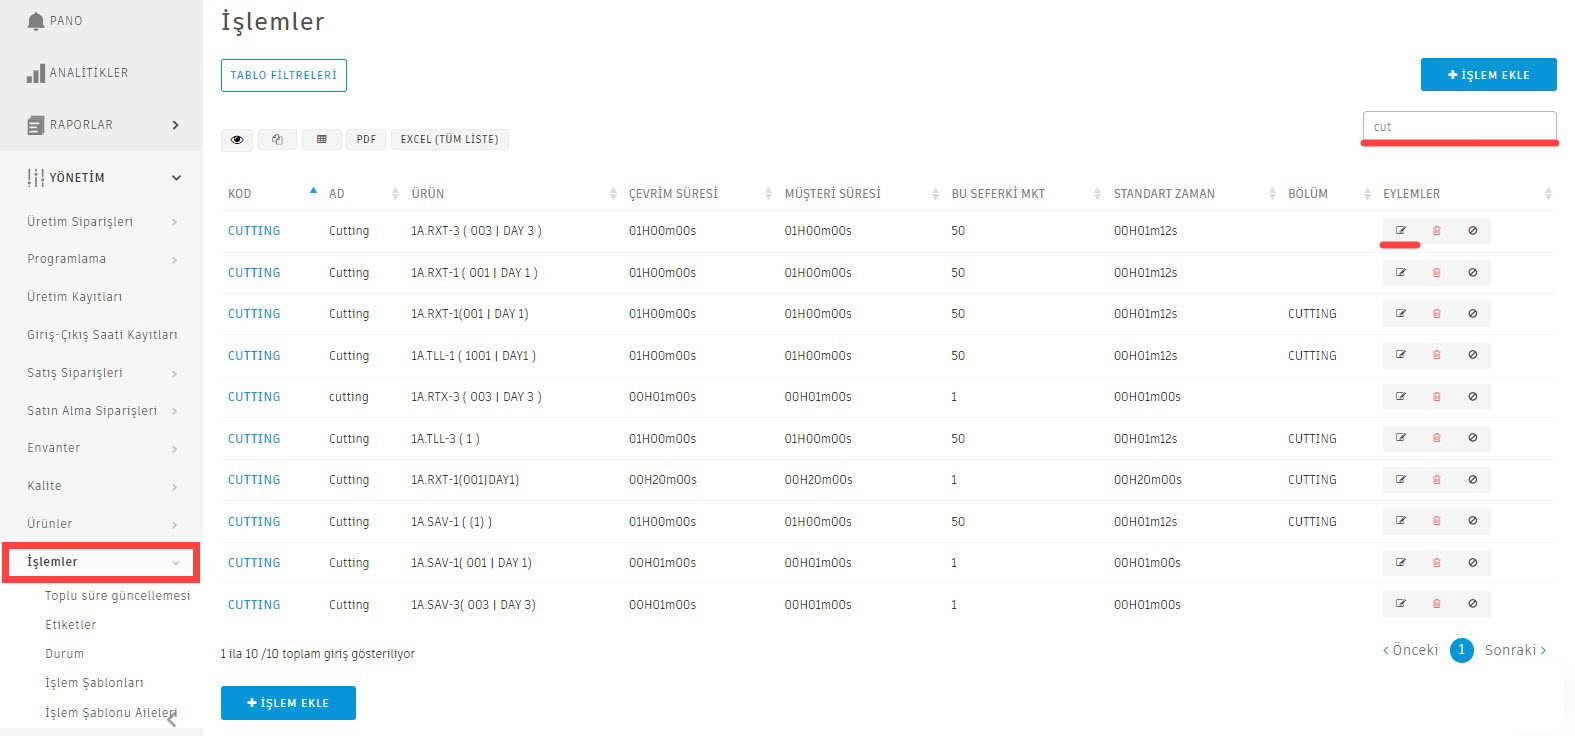 PANO
ANALİTİKLER
RAPORLAR
YÖNETİM
Üretim Siparişleri
Programlama
Üretim Kayıtları
Giriş-Çıkış Saati Kayıtları
Satış Siparişleri
Satın Alma Siparişleri
Envanter
Kalite
Ürünler
İşlemler
Toplu süre güncellemesi
Etiketler
Durum
İşlem Şablonları
İşlem Şablonu Aileleri
İşlemler
TABLO FİLTRELERİ
+ İŞLEM EKLE
PDF EXCEL (TÜM LİSTE)
cut
KOD AD ÜRÜN ÇEVRİM SÜRESİ MÜŞTERİ SÜRESİ BU SEFERKİ MKT STANDART ZAMAN BÖLÜM EYLEMLER
CUTTING Cutting 1A.RXT-3 ( 003 | DAY 3 ) 01H00m00s 01H00m00s 50 00H01m12s
CUTTING Cutting 1A.RXT-1 ( 001 | DAY 1 ) 01H00m00s 01H00m00s 50 00H01m12s
CUTTING Cutting 1A.RXT-1(001 | DAY 1) 01H00m00s 01H00m00s 50 00H01m12s CUTTING
CUTTING Cutting 1A.TLL-1 ( 1001 | DAY1 ) 01H00m00s 01H00m00s 50 00H01m12s CUTTING
CUTTING cutting 1A.RTX-3 ( 003 | DAY 3 ) 00H01m00s 00H01m00s 1 00H01m00s
CUTTING Cutting 1A.TLL-3 ( 1 ) 01H00m00s 01H00m00s 50 00H01m12s CUTTING
CUTTING Cutting 1A.RXT-1(001|DAY1) 00H20m00s 00H20m00s 1 00H20m00s CUTTING
CUTTING Cutting 1A.SAV-1 ( (1) ) 01H00m00s 01H00m00s 50 00H01m12s CUTTING
CUTTING Cutting 1A.SAV-1( 001 | DAY 1) 00H01m00s 00H01m00s 1 00H01m00s
CUTTING Cutting 1A.SAV-3( 003 | DAY 3) 00H01m00s 00H01m00s 1 00H01m00s
1 ila 10 /10 toplam giriş gösteriliyor
‹ Önceki 1 Sonraki ›
+ İŞLEM EKLE